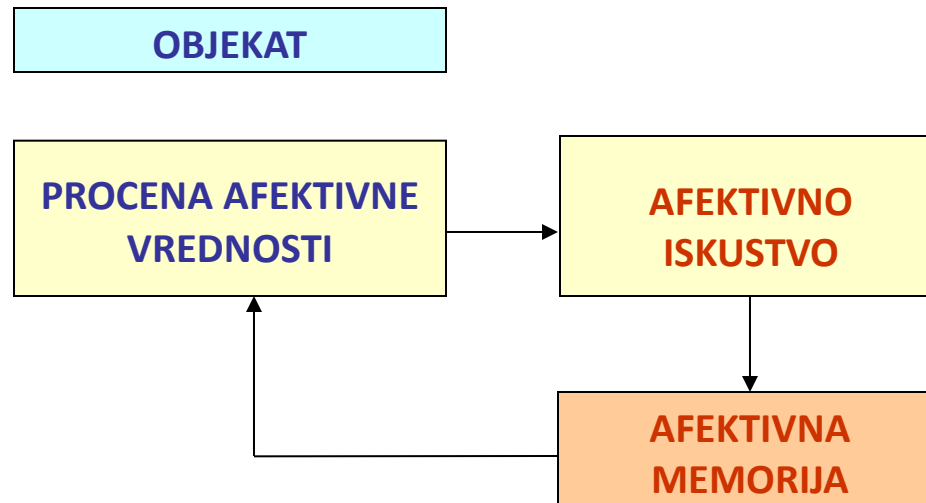 OBJEKAT
PROCENA AFEKTIVNE
VREDNOSTI
AFEKTIVNO
ISKUSTVO
AFEKTIVNA
MEMORIJA